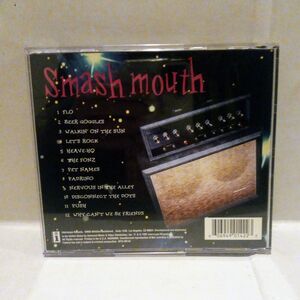 Smash mouth
1 FLO
2 BEER GOGGLES
3 WALKIN' ON THE SUN
4 LET'S ROCK
5 HEAVE-HO
6 THE FONZ
7 PET NAMES
8 PADRINO
9 NERVOUS IN THE ALLEY
10 DISCONNECT THE DOTS
11 PUSH
12 WHY CAN'T WE BE FRIENDS